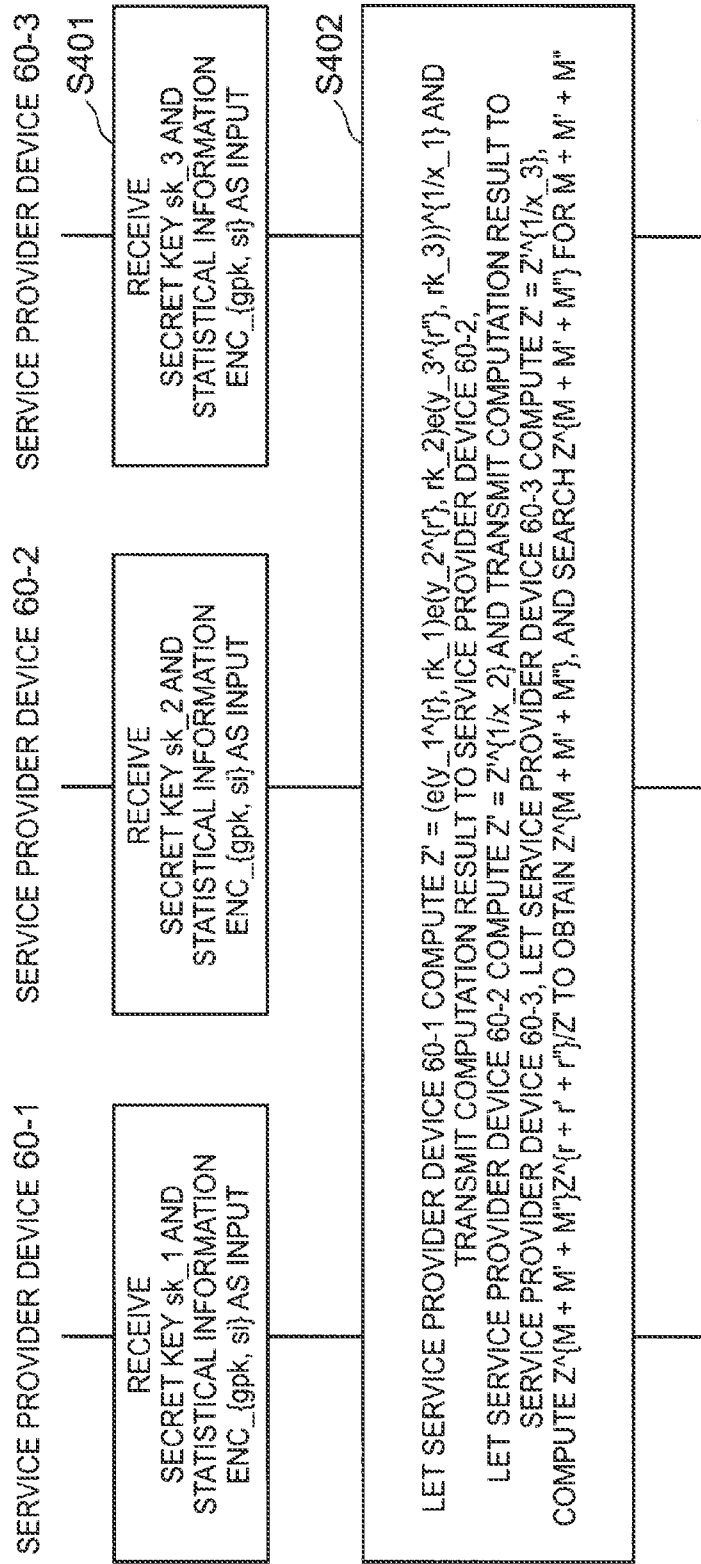 SERVICE PROVIDER DEVICE 60-1
SERVICE PROVIDER DEVICE 60-2
SERVICE PROVIDER DEVICE 60-3
S401
RECEIVE
SECRET KEY sk_1 AND
STATISTICAL INFORMATION
ENC_{gpk, si} AS INPUT
RECEIVE
SECRET KEY sk_2 AND
STATISTICAL INFORMATION
ENC_{gpk, si} AS INPUT
RECEIVE
SECRET KEY sk_3 AND
STATISTICAL INFORMATION
ENC_{gpk, si} AS INPUT
S402
LET SERVICE PROVIDER DEVICE 60-1 COMPUTE Z' = (e(y_1^{r}, rk_1)e(y_2^{r'}, rk_2)e(y_3^{r''}, rk_3))^{1/x_1} AND
TRANSMIT COMPUTATION RESULT TO SERVICE PROVIDER DEVICE 60-2,
LET SERVICE PROVIDER DEVICE 60-2 COMPUTE Z' = Z'^{1/x_2} AND TRANSMIT COMPUTATION RESULT TO
SERVICE PROVIDER DEVICE 60-3, LET SERVICE PROVIDER DEVICE 60-3 COMPUTE Z' = Z'^{1/x_3},
COMPUTE Z^{M + M' + M''}Z^{r + r' + r''}/Z' TO OBTAIN Z^{M + M' + M''}, AND SEARCH Z^{M + M' + M''} FOR M + M' + M''